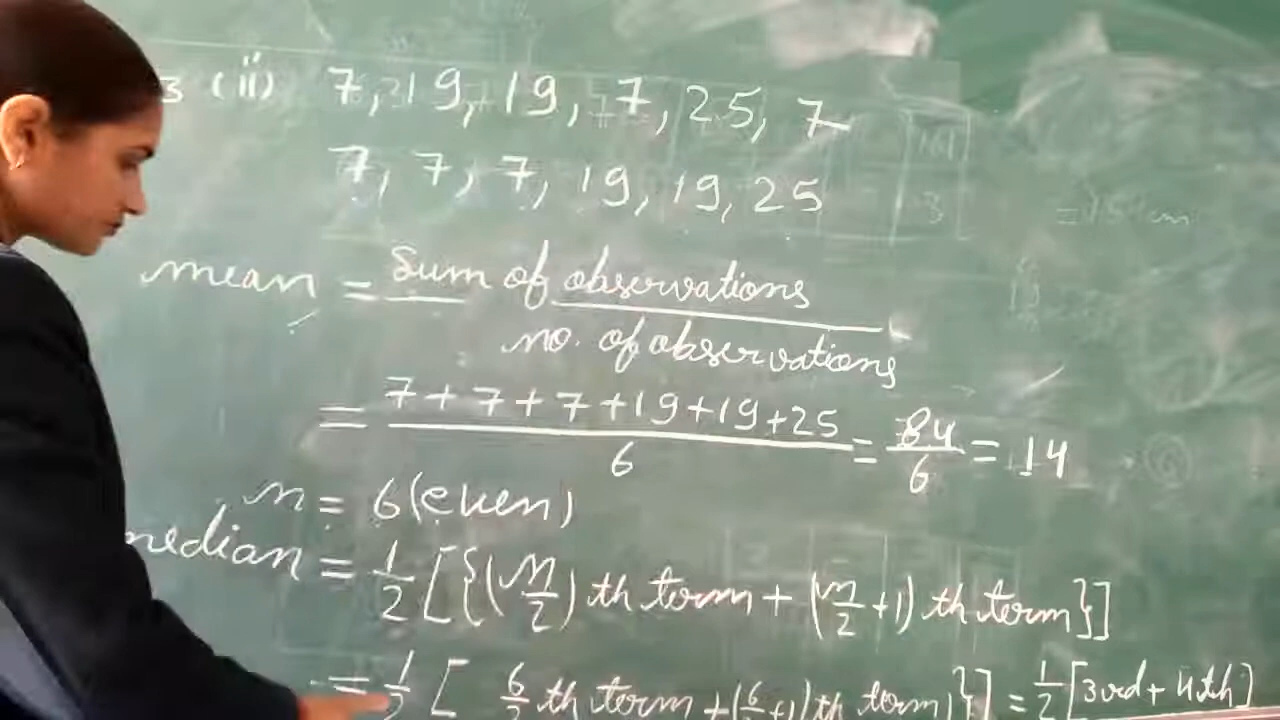 3 (ii) 7, 19, 19, 7, 25, 7
7, 7, 7, 19, 19, 25
mean = Sum of observations
no. of observations
= 7 + 7 + 7 + 19 + 19 + 25 / 6 = 84 / 6 = 14
n = 6 (even)
median = 1/2 [{(n/2) th term + (n/2 + 1) th term}]
= 1/2 [ 6/2 th term + (6/2 + 1) th term}] = 1/2 [3rd + 4th]